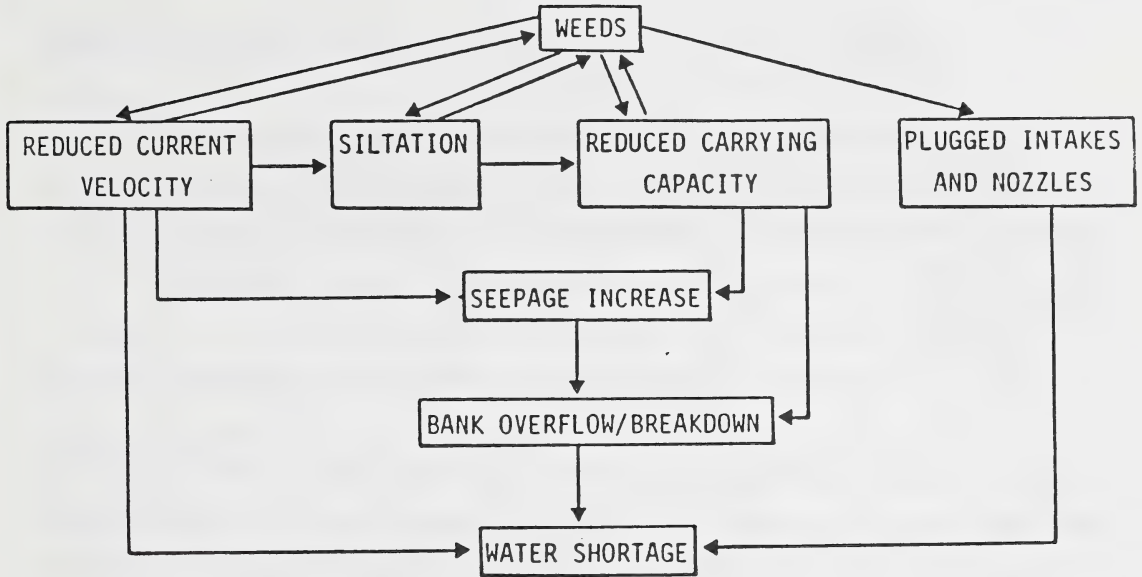 WEEDS
REDUCED CURRENT
VELOCITY
SILTATION
REDUCED CARRYING
CAPACITY
PLUGGED INTAKES
AND NOZZLES
SEEPAGE INCREASE
BANK OVERFLOW/BREAKDOWN
WATER SHORTAGE